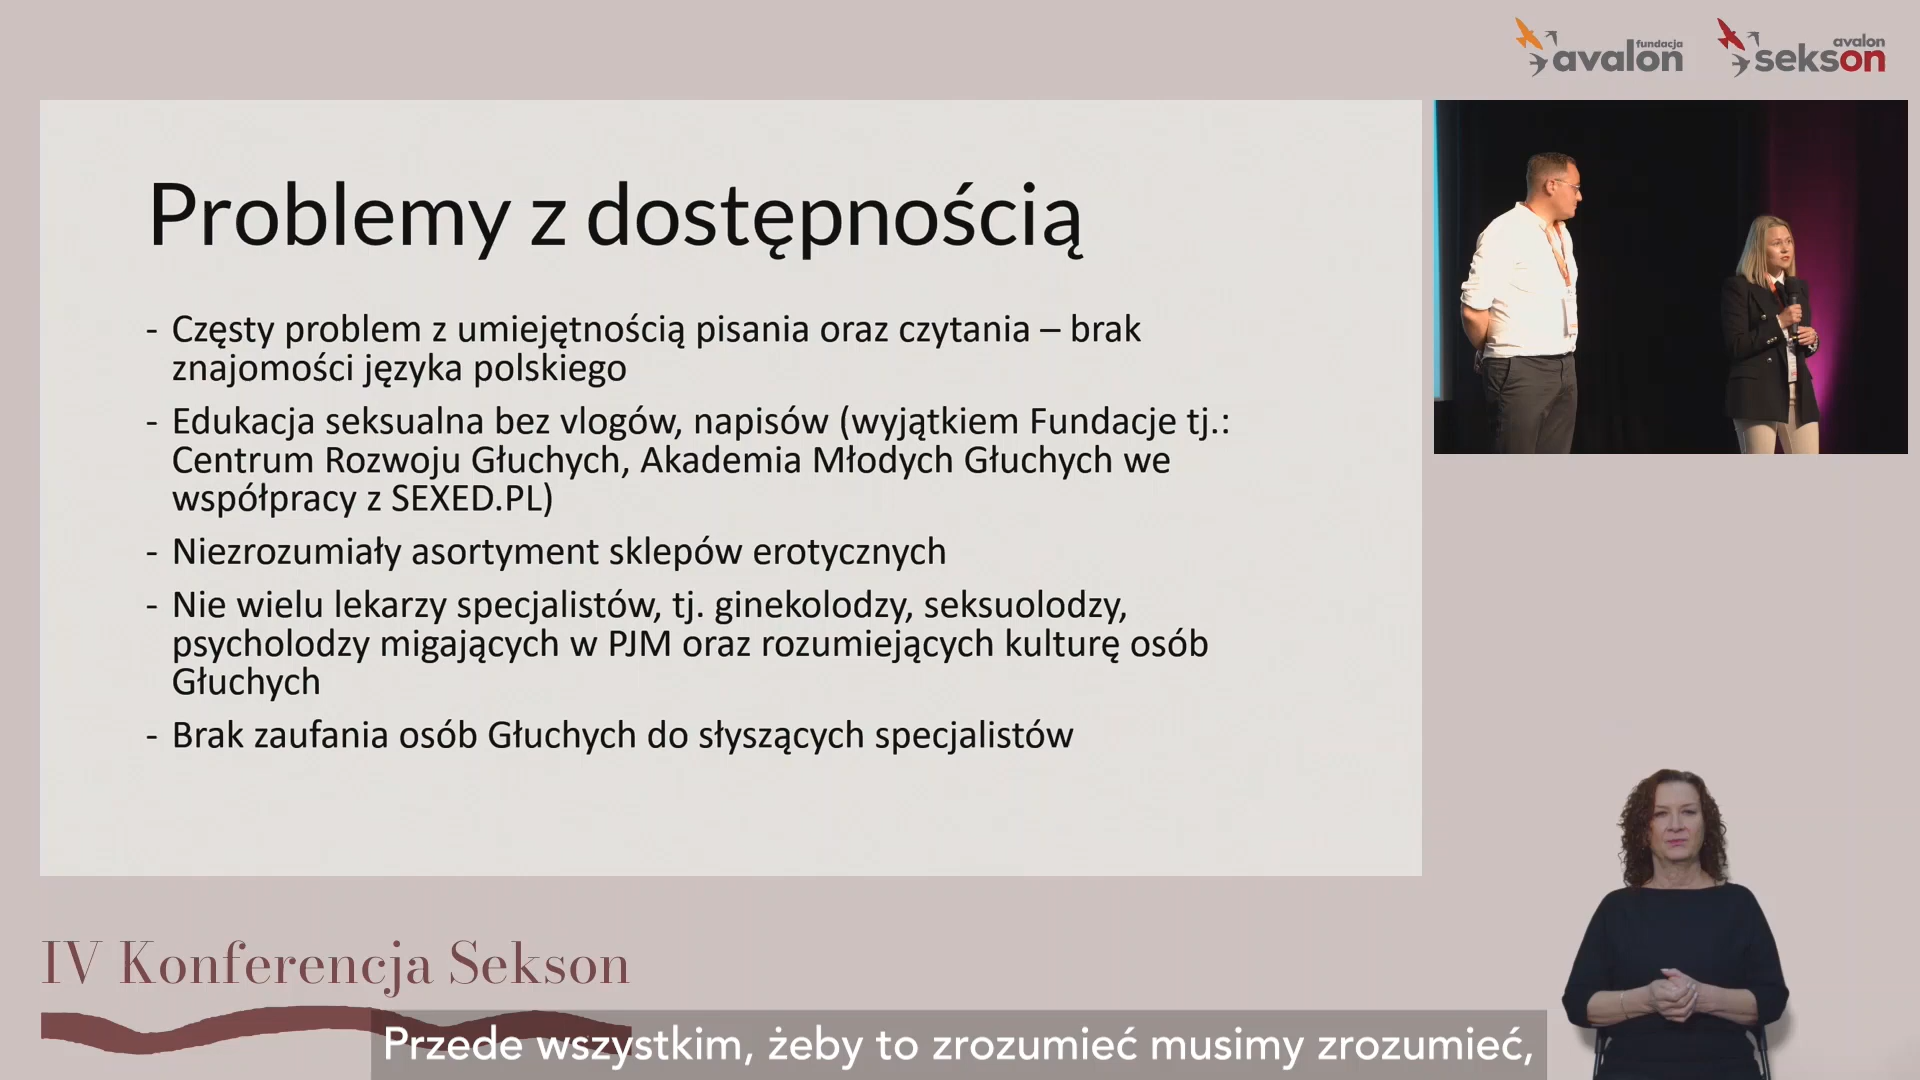 fundacja
avalon
avalon
sekson
Problemy z dostępnością
- Częsty problem z umiejętnością pisania oraz czytania – brak
znajomości języka polskiego
- Edukacja seksualna bez vlogów, napisów (wyjątkiem Fundacje tj.:
Centrum Rozwoju Głuchych, Akademia Młodych Głuchych we
współpracy z SEXED.PL)
- Niezrozumiały asortyment sklepów erotycznych
- Nie wielu lekarzy specjalistów, tj. ginekolodzy, seksuolodzy,
psycholodzy migających w PJM oraz rozumiejących kulturę osób
Głuchych
- Brak zaufania osób Głuchych do słyszących specjalistów
IV Konferencja Sekson
Przede wszystkim, żeby to zrozumieć musimy zrozumieć,